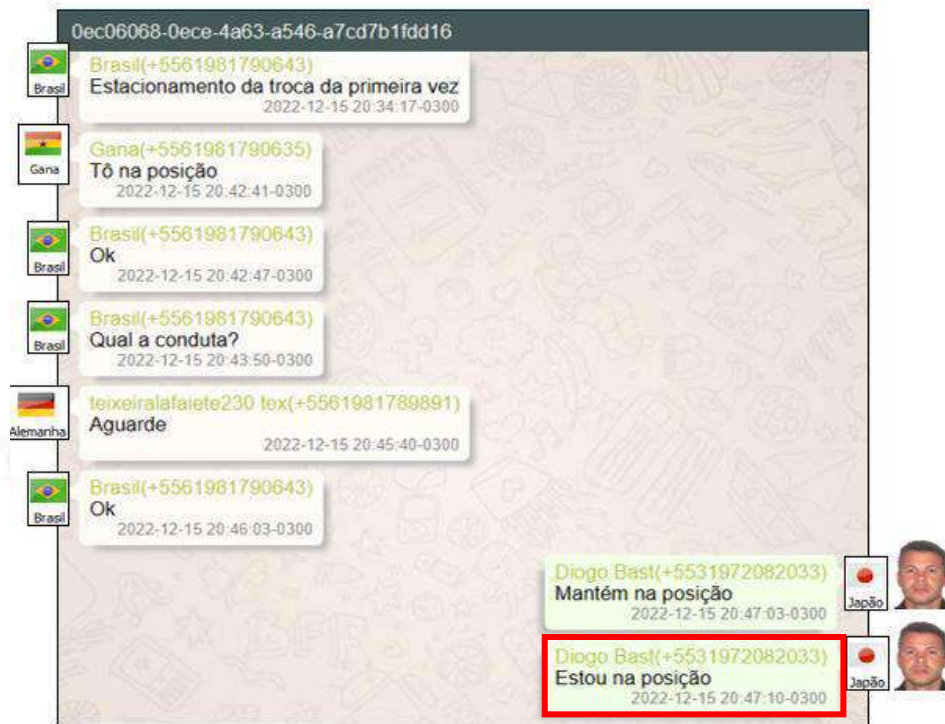 0ec06068-0ece-4a63-a546-a7cd7b1fdd16
Brasil(+5561981790643)
Estacionamento da troca da primeira vez
2022-12-15 20:34:17-0300
Brasil
Gana(+5561981790635)
Tô na posição
2022-12-15 20:42:41-0300
Gana
Brasil(+5561981790643)
Ok
2022-12-15 20:42:47-0300
Brasil
Brasil(+5561981790643)
Qual a conduta?
2022-12-15 20:43:50-0300
Brasil
teixeiralafaiete230 tex(+5561981789891)
Aguarde
2022-12-15 20:45:40-0300
Alemanha
Brasil(+5561981790643)
Ok
2022-12-15 20:46:03-0300
Brasil
Diogo Bast(+5531972082033)
Mantém na posição
2022-12-15 20:47:03-0300
Japão
Diogo Bast(+5531972082033)
Estou na posição
2022-12-15 20:47:10-0300
Japão